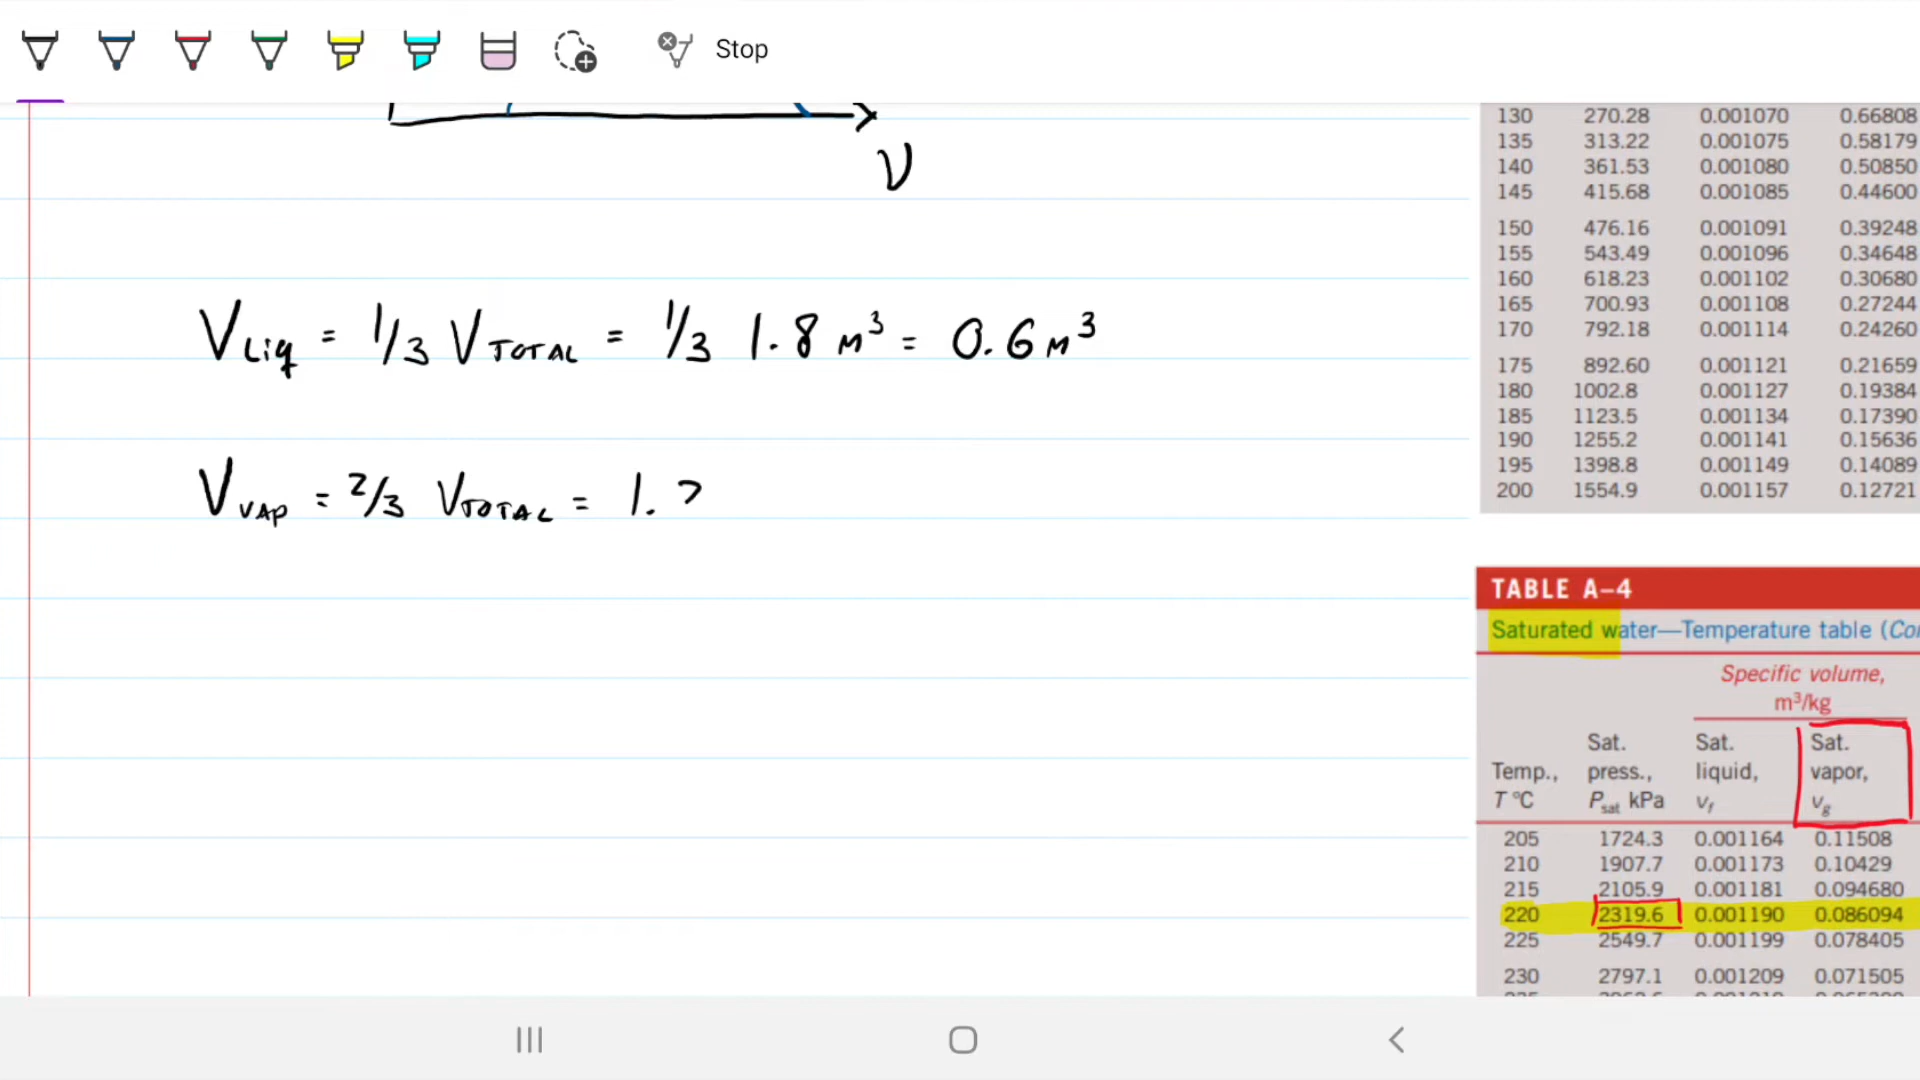 Stop
130 270.28 0.001070 0.66808
135 313.22 0.001075 0.58179
140 361.53 0.001080 0.50850
145 415.68 0.001085 0.44600
150 476.16 0.001091 0.39248
155 543.49 0.001096 0.34648
160 618.23 0.001102 0.30680
165 700.93 0.001108 0.27244
170 792.18 0.001114 0.24260
175 892.60 0.001121 0.21659
180 1002.8 0.001127 0.19384
185 1123.5 0.001134 0.17390
190 1255.2 0.001141 0.15636
195 1398.8 0.001149 0.14089
200 1554.9 0.001157 0.12721
V
V LIQ = 1/3 V TOTAL = 1/3 1.8 m³ = 0.6 m³
V VAP = 2/3 V TOTAL = 1.
TABLE A–4
Saturated water—Temperature table (Co
Specific volume,
m³/kg
Sat. Sat. Sat.
Temp., press., liquid, vapor,
T °C Psat kPa vf vg
205 1724.3 0.001164 0.11508
210 1907.7 0.001173 0.10429
215 2105.9 0.001181 0.094680
220 2319.6 0.001190 0.086094
225 2549.7 0.001199 0.078405
230 2797.1 0.001209 0.071505